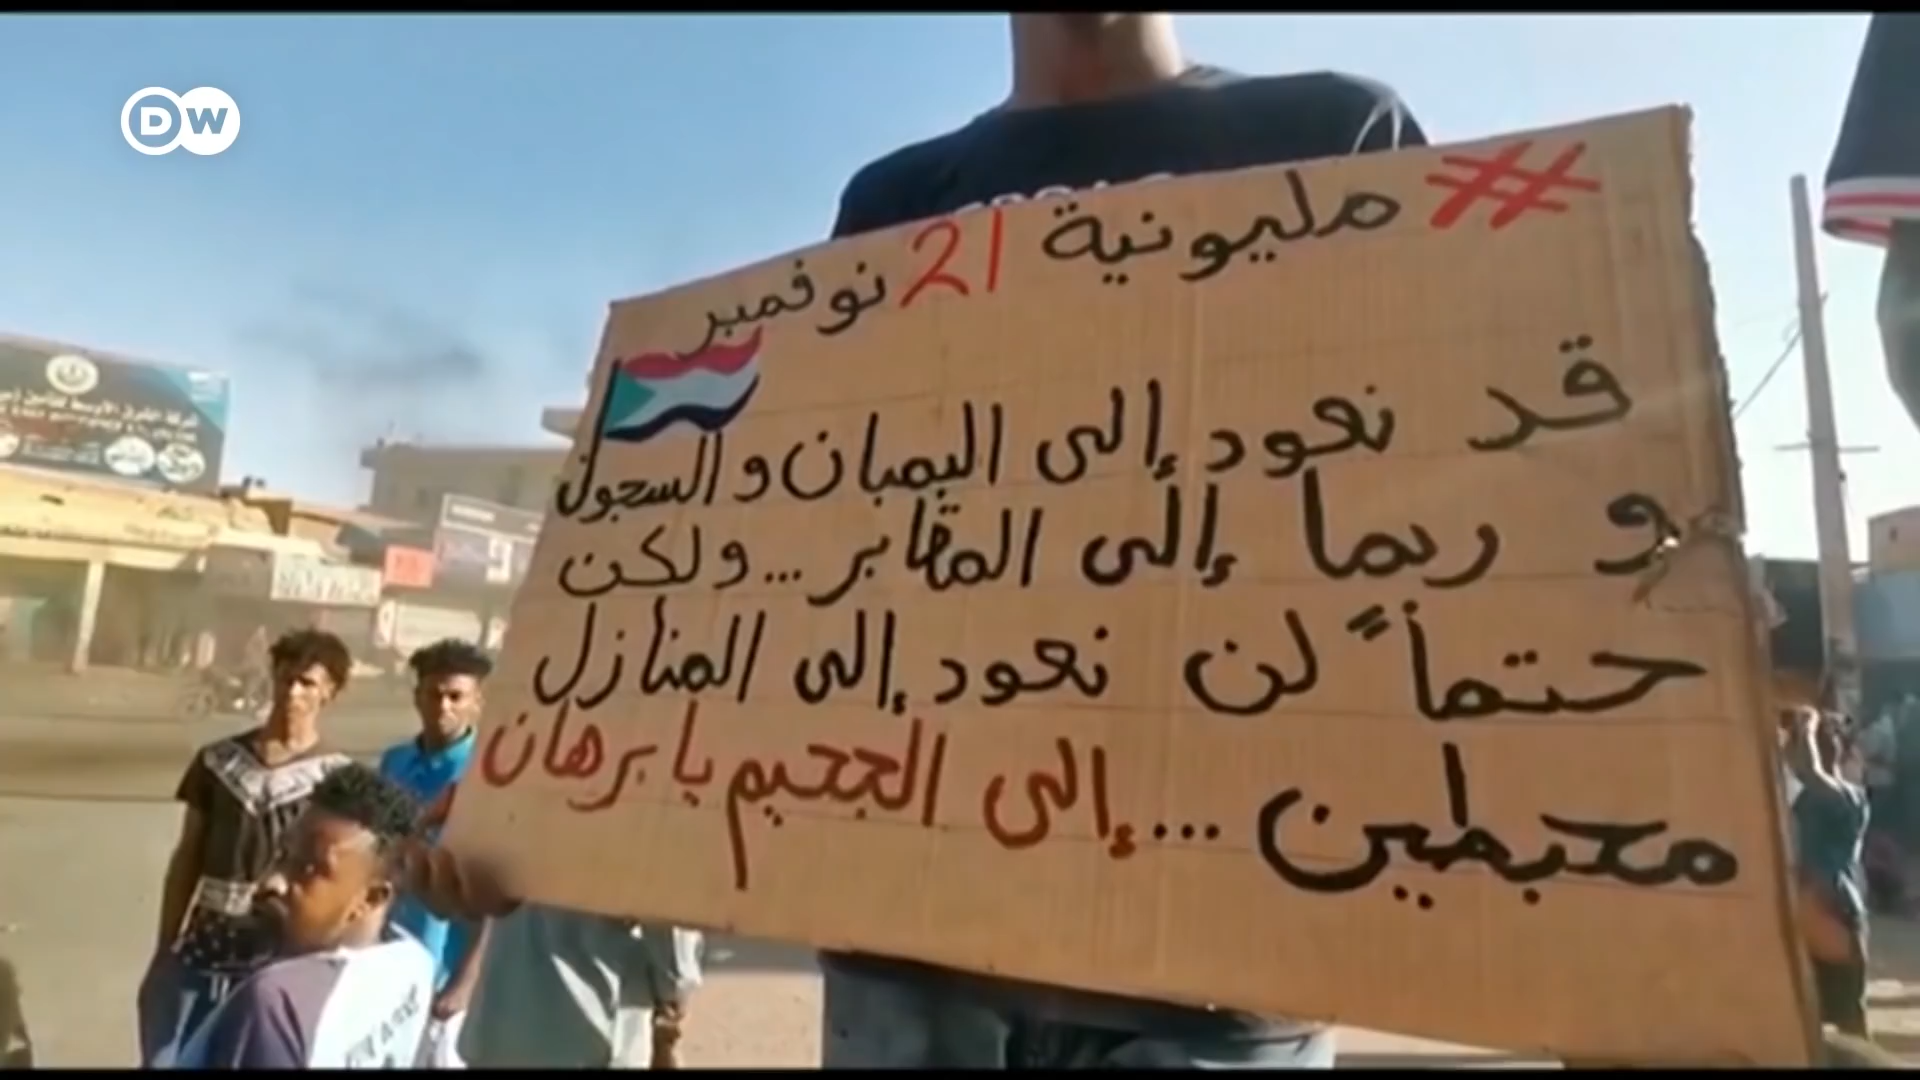 DW
# مليونية 21 نوفمبر
قد نعود إلى البمبان والسجون
و ربما إلى المقابر... ولكن
حتماً لن نعود إلى المنازل
محبطين ... إلى الجحيم يا برهان